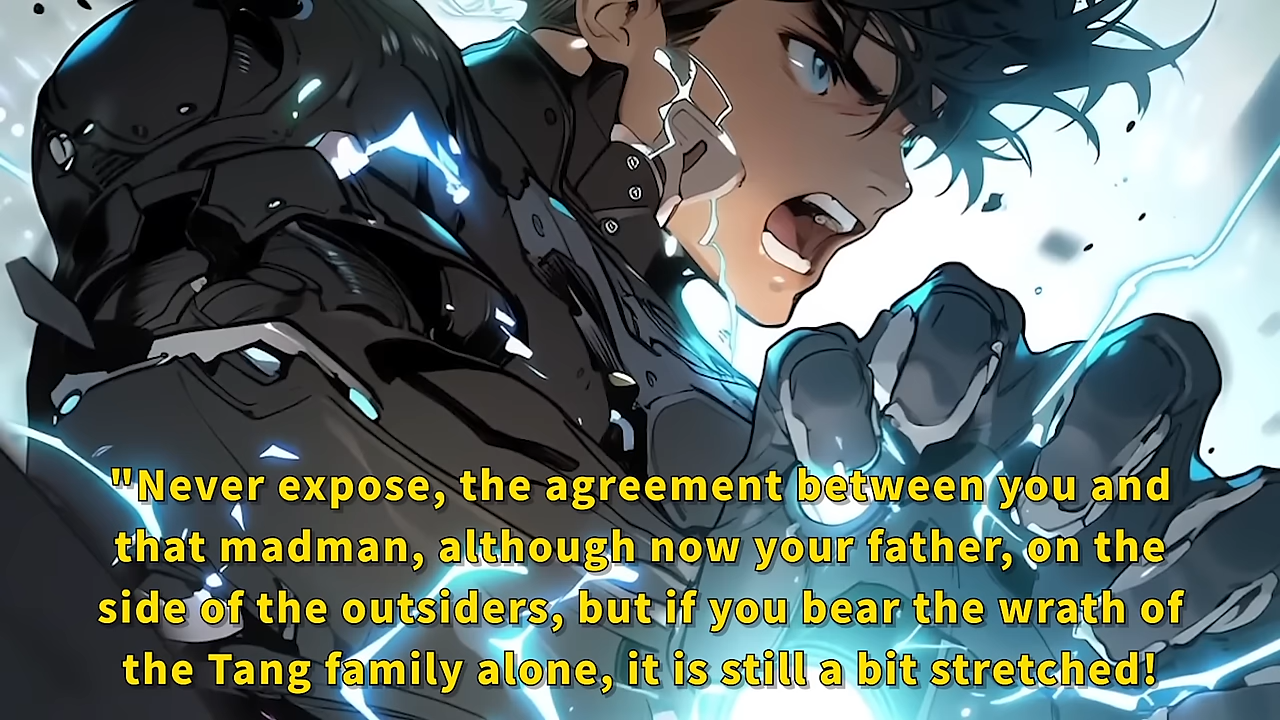 "Never expose, the agreement between you and
that madman, although now your father, on the
side of the outsiders, but if you bear the wrath of
the Tang family alone, it is still a bit stretched!